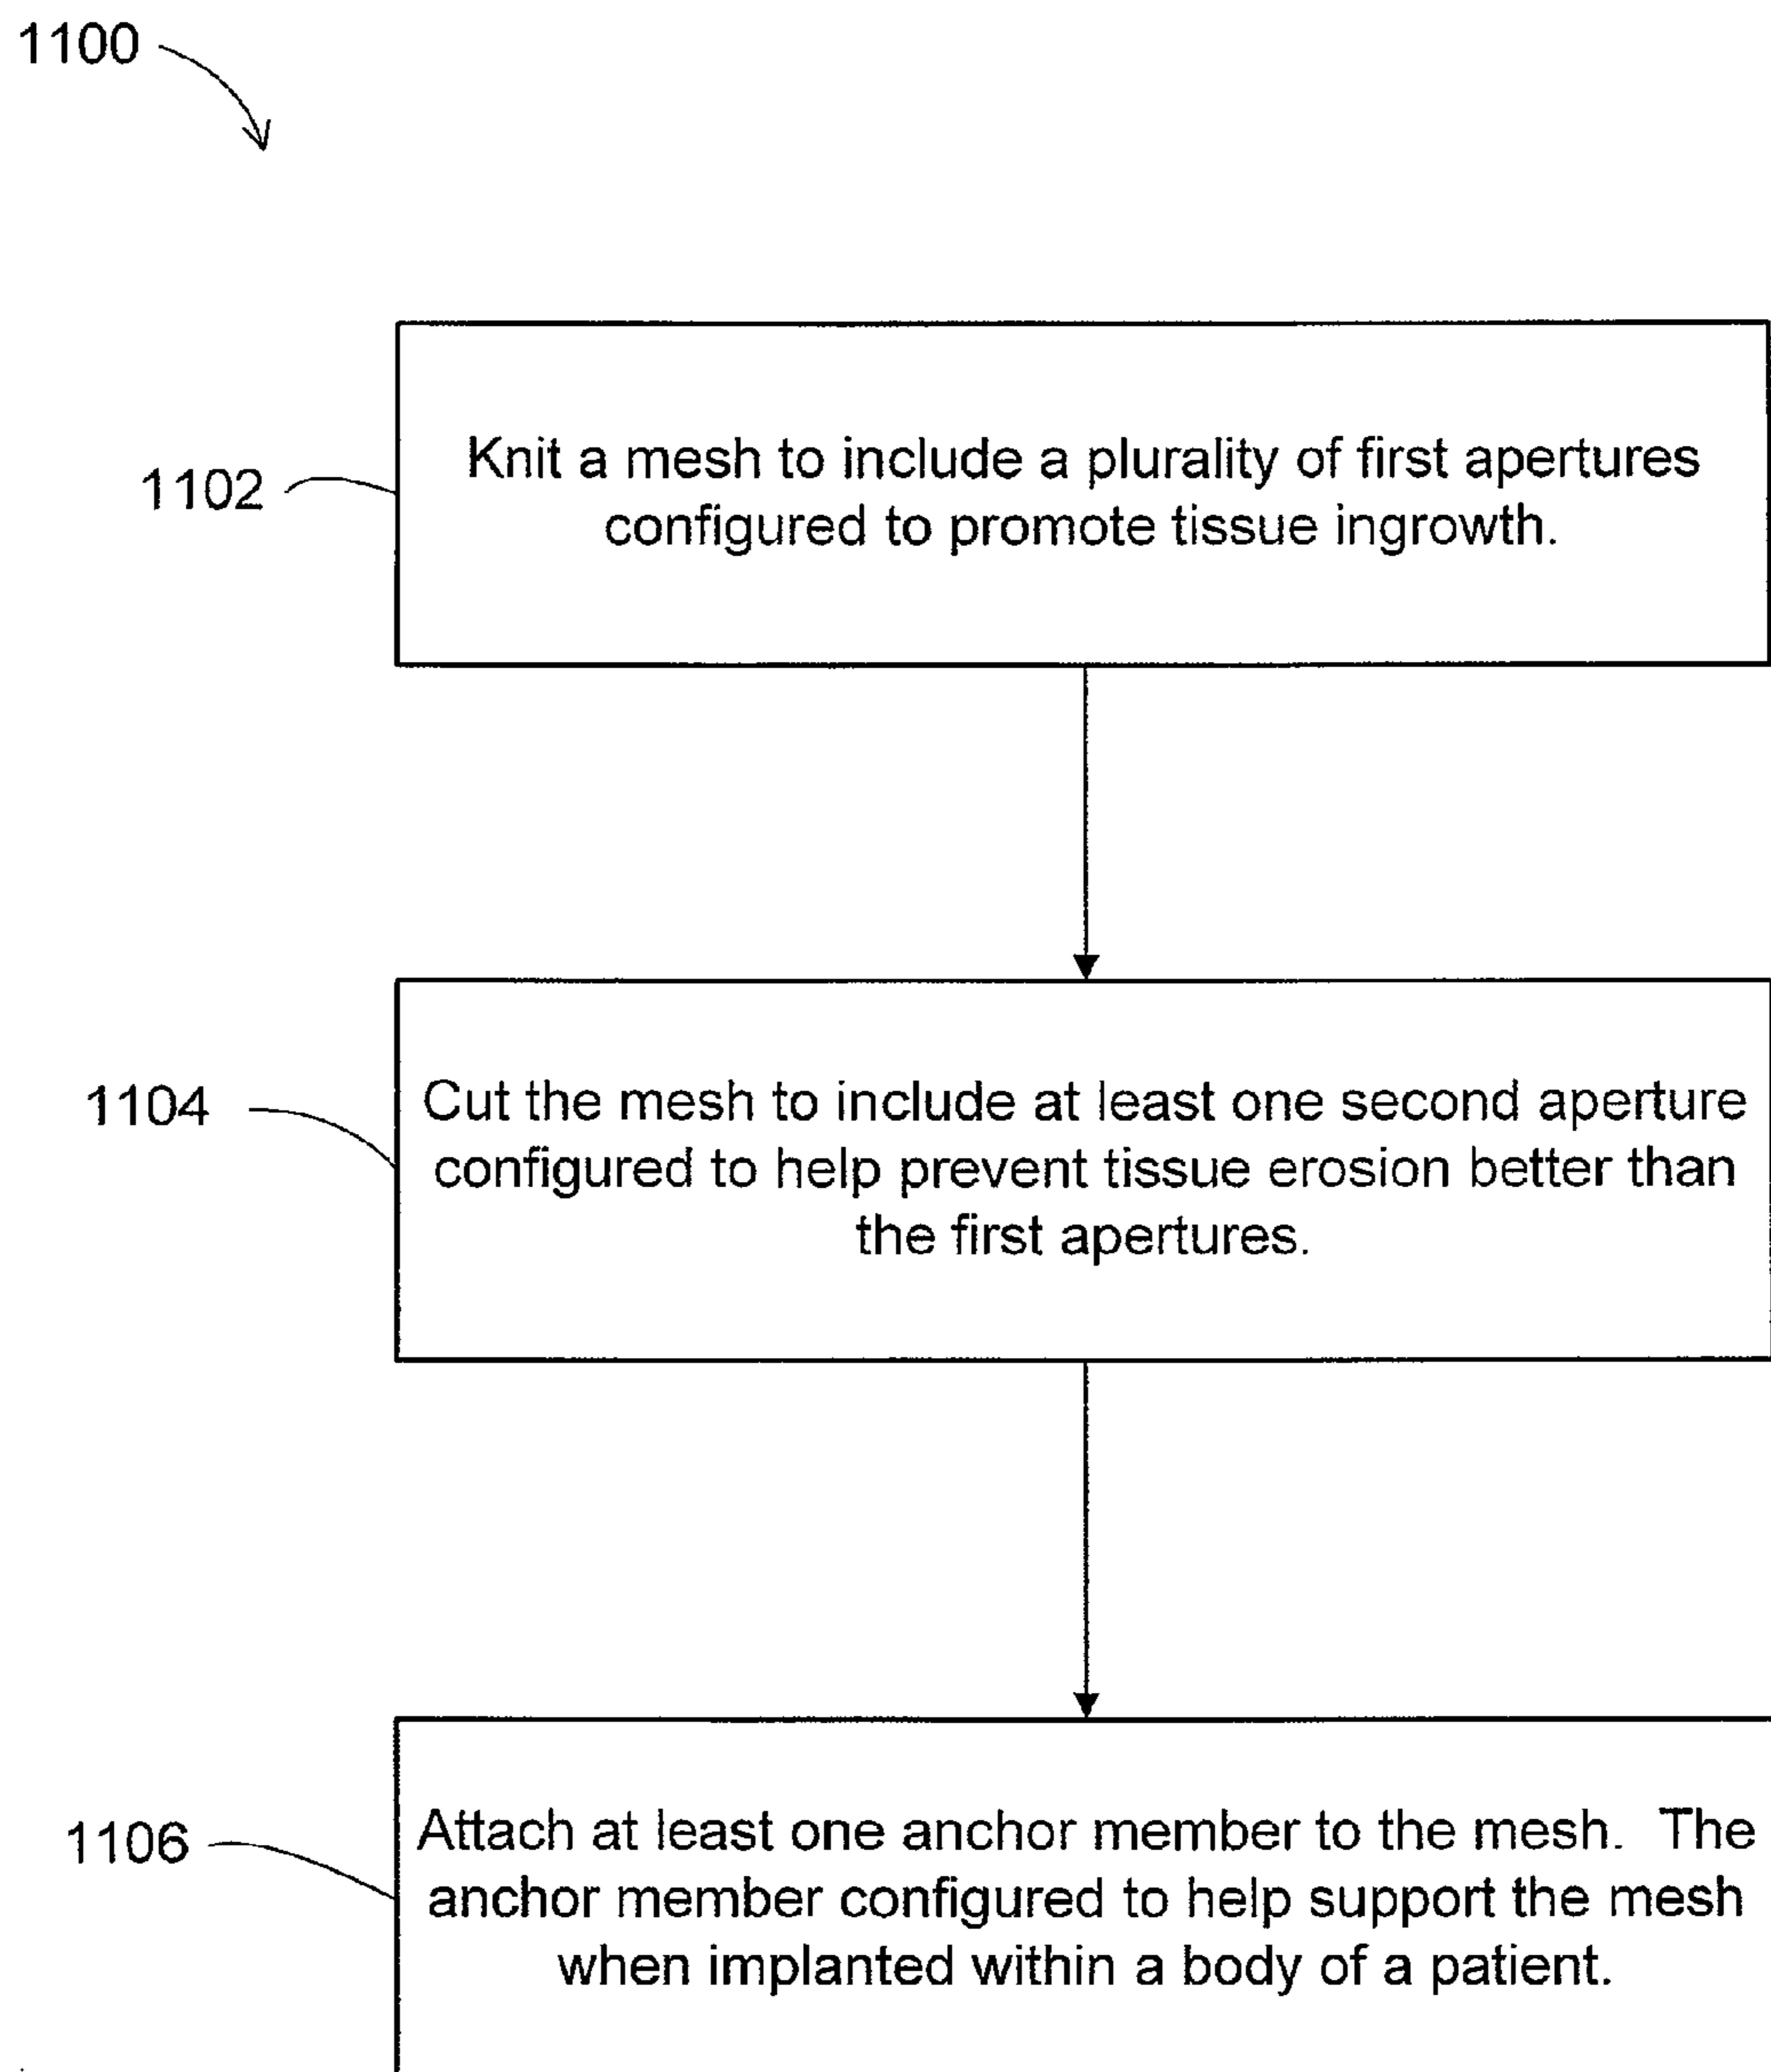 1100
1102
Knit a mesh to include a plurality of first apertures
configured to promote tissue ingrowth.
1104
Cut the mesh to include at least one second aperture
configured to help prevent tissue erosion better than
the first apertures.
1106
Attach at least one anchor member to the mesh.  The
anchor member configured to help support the mesh
when implanted within a body of a patient.